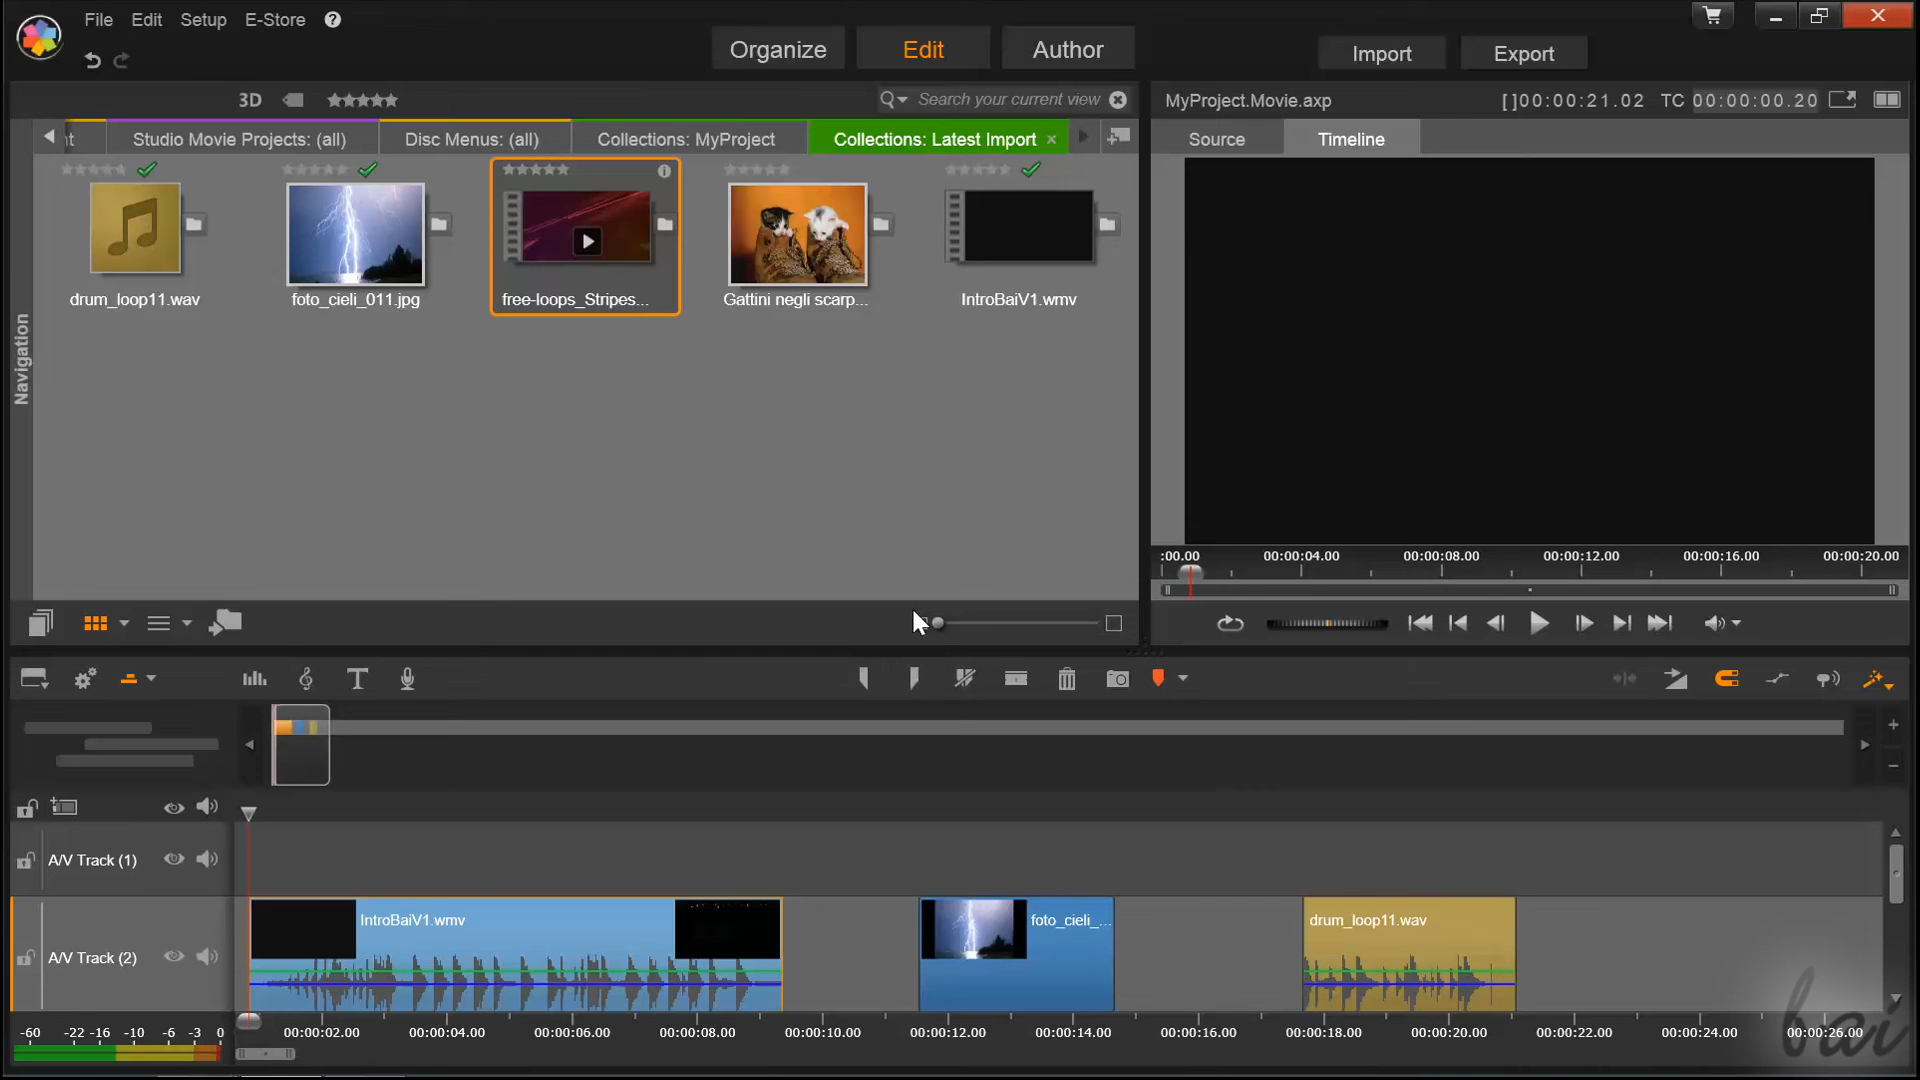 File Edit Setup E-Store ?
Organize Edit Author Import Export
3D Search your current view
MyProject.Movie.axp []00:00:21.02 TC 00:00:00.20
nt Studio Movie Projects: (all) Disc Menus: (all) Collections: MyProject Collections: Latest Import ×
Source Timeline
drum_loop11.wav foto_cieli_011.jpg free-loops_Stripes... Gattini negli scarp... IntroBaiV1.wmv
Navigation
:00.00 00:00:04.00 00:00:08.00 00:00:12.00 00:00:16.00 00:00:20.00
A/V Track (1)
IntroBaiV1.wmv foto_cieli_... drum_loop11.wav
A/V Track (2)
-60 -22 -16 -10 -6 -3 0
00:00:02.00 00:00:04.00 00:00:06.00 00:00:08.00 00:00:10.00 00:00:12.00 00:00:14.00 00:00:16.00 00:00:18.00 00:00:20.00 00:00:22.00 00:00:24.00 00:00:26.00
bai